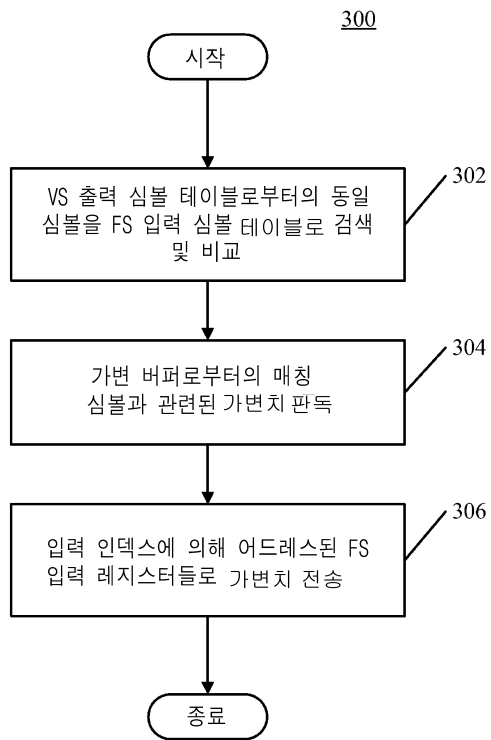 300
시작
VS 출력 심볼 테이블로부터의 동일
심볼을 FS 입력 심볼 테이블로 검색
및 비교
302
가변 버퍼로부터의 매칭
심볼과 관련된 가변치 판독
304
입력 인덱스에 의해 어드레스된 FS
입력 레지스터들로 가변치 전송
306
종료